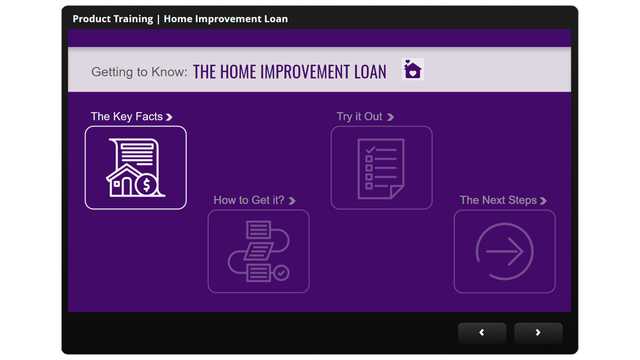 Product Training | Home Improvement Loan
Getting to Know: THE HOME IMPROVEMENT LOAN
The Key Facts
Try it Out
How to Get it?
The Next Steps